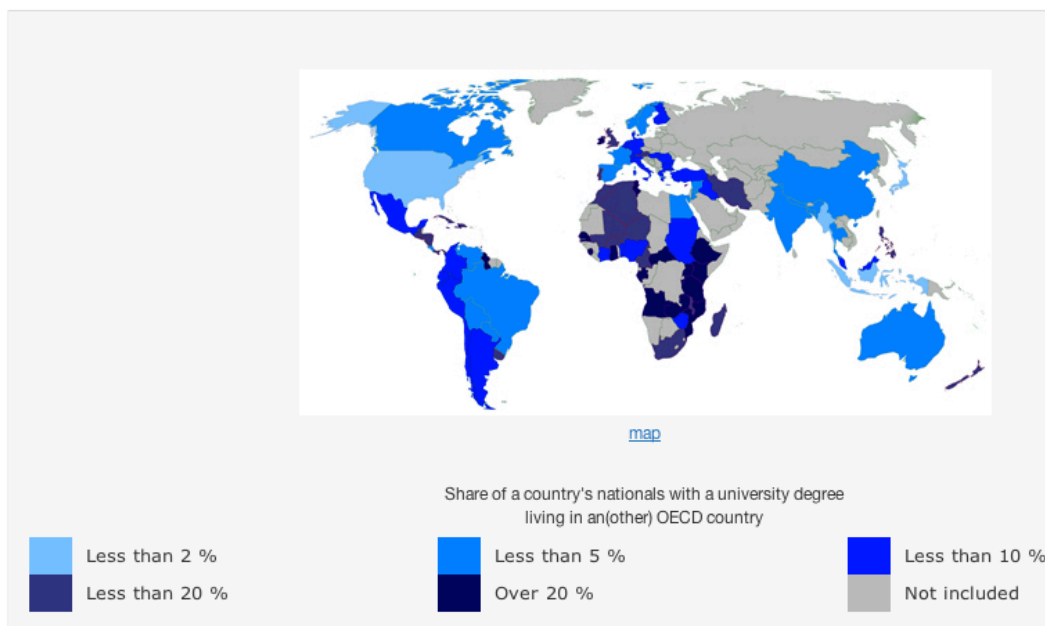 map
Share of a country's nationals with a university degree
living in an(other) OECD country
Less than 2 %
Less than 5 %
Less than 10 %
Less than 20 %
Over 20 %
Not included